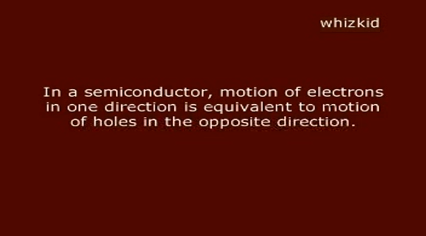 whizkid
In a semiconductor, motion of electrons
in one direction is equivalent to motion
of holes in the opposite direction.